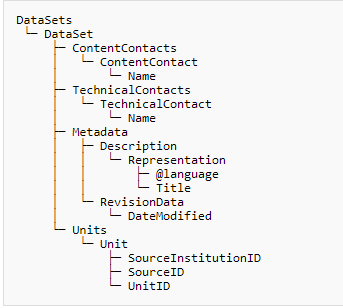 DataSets
DataSet
ContentContacts
ContentContact
Name
TechnicalContacts
TechnicalContact
Name
Metadata
Description
Representation
@language
Title
RevisionData
DateModified
Units
Unit
SourceInstitutionID
SourceID
UnitID